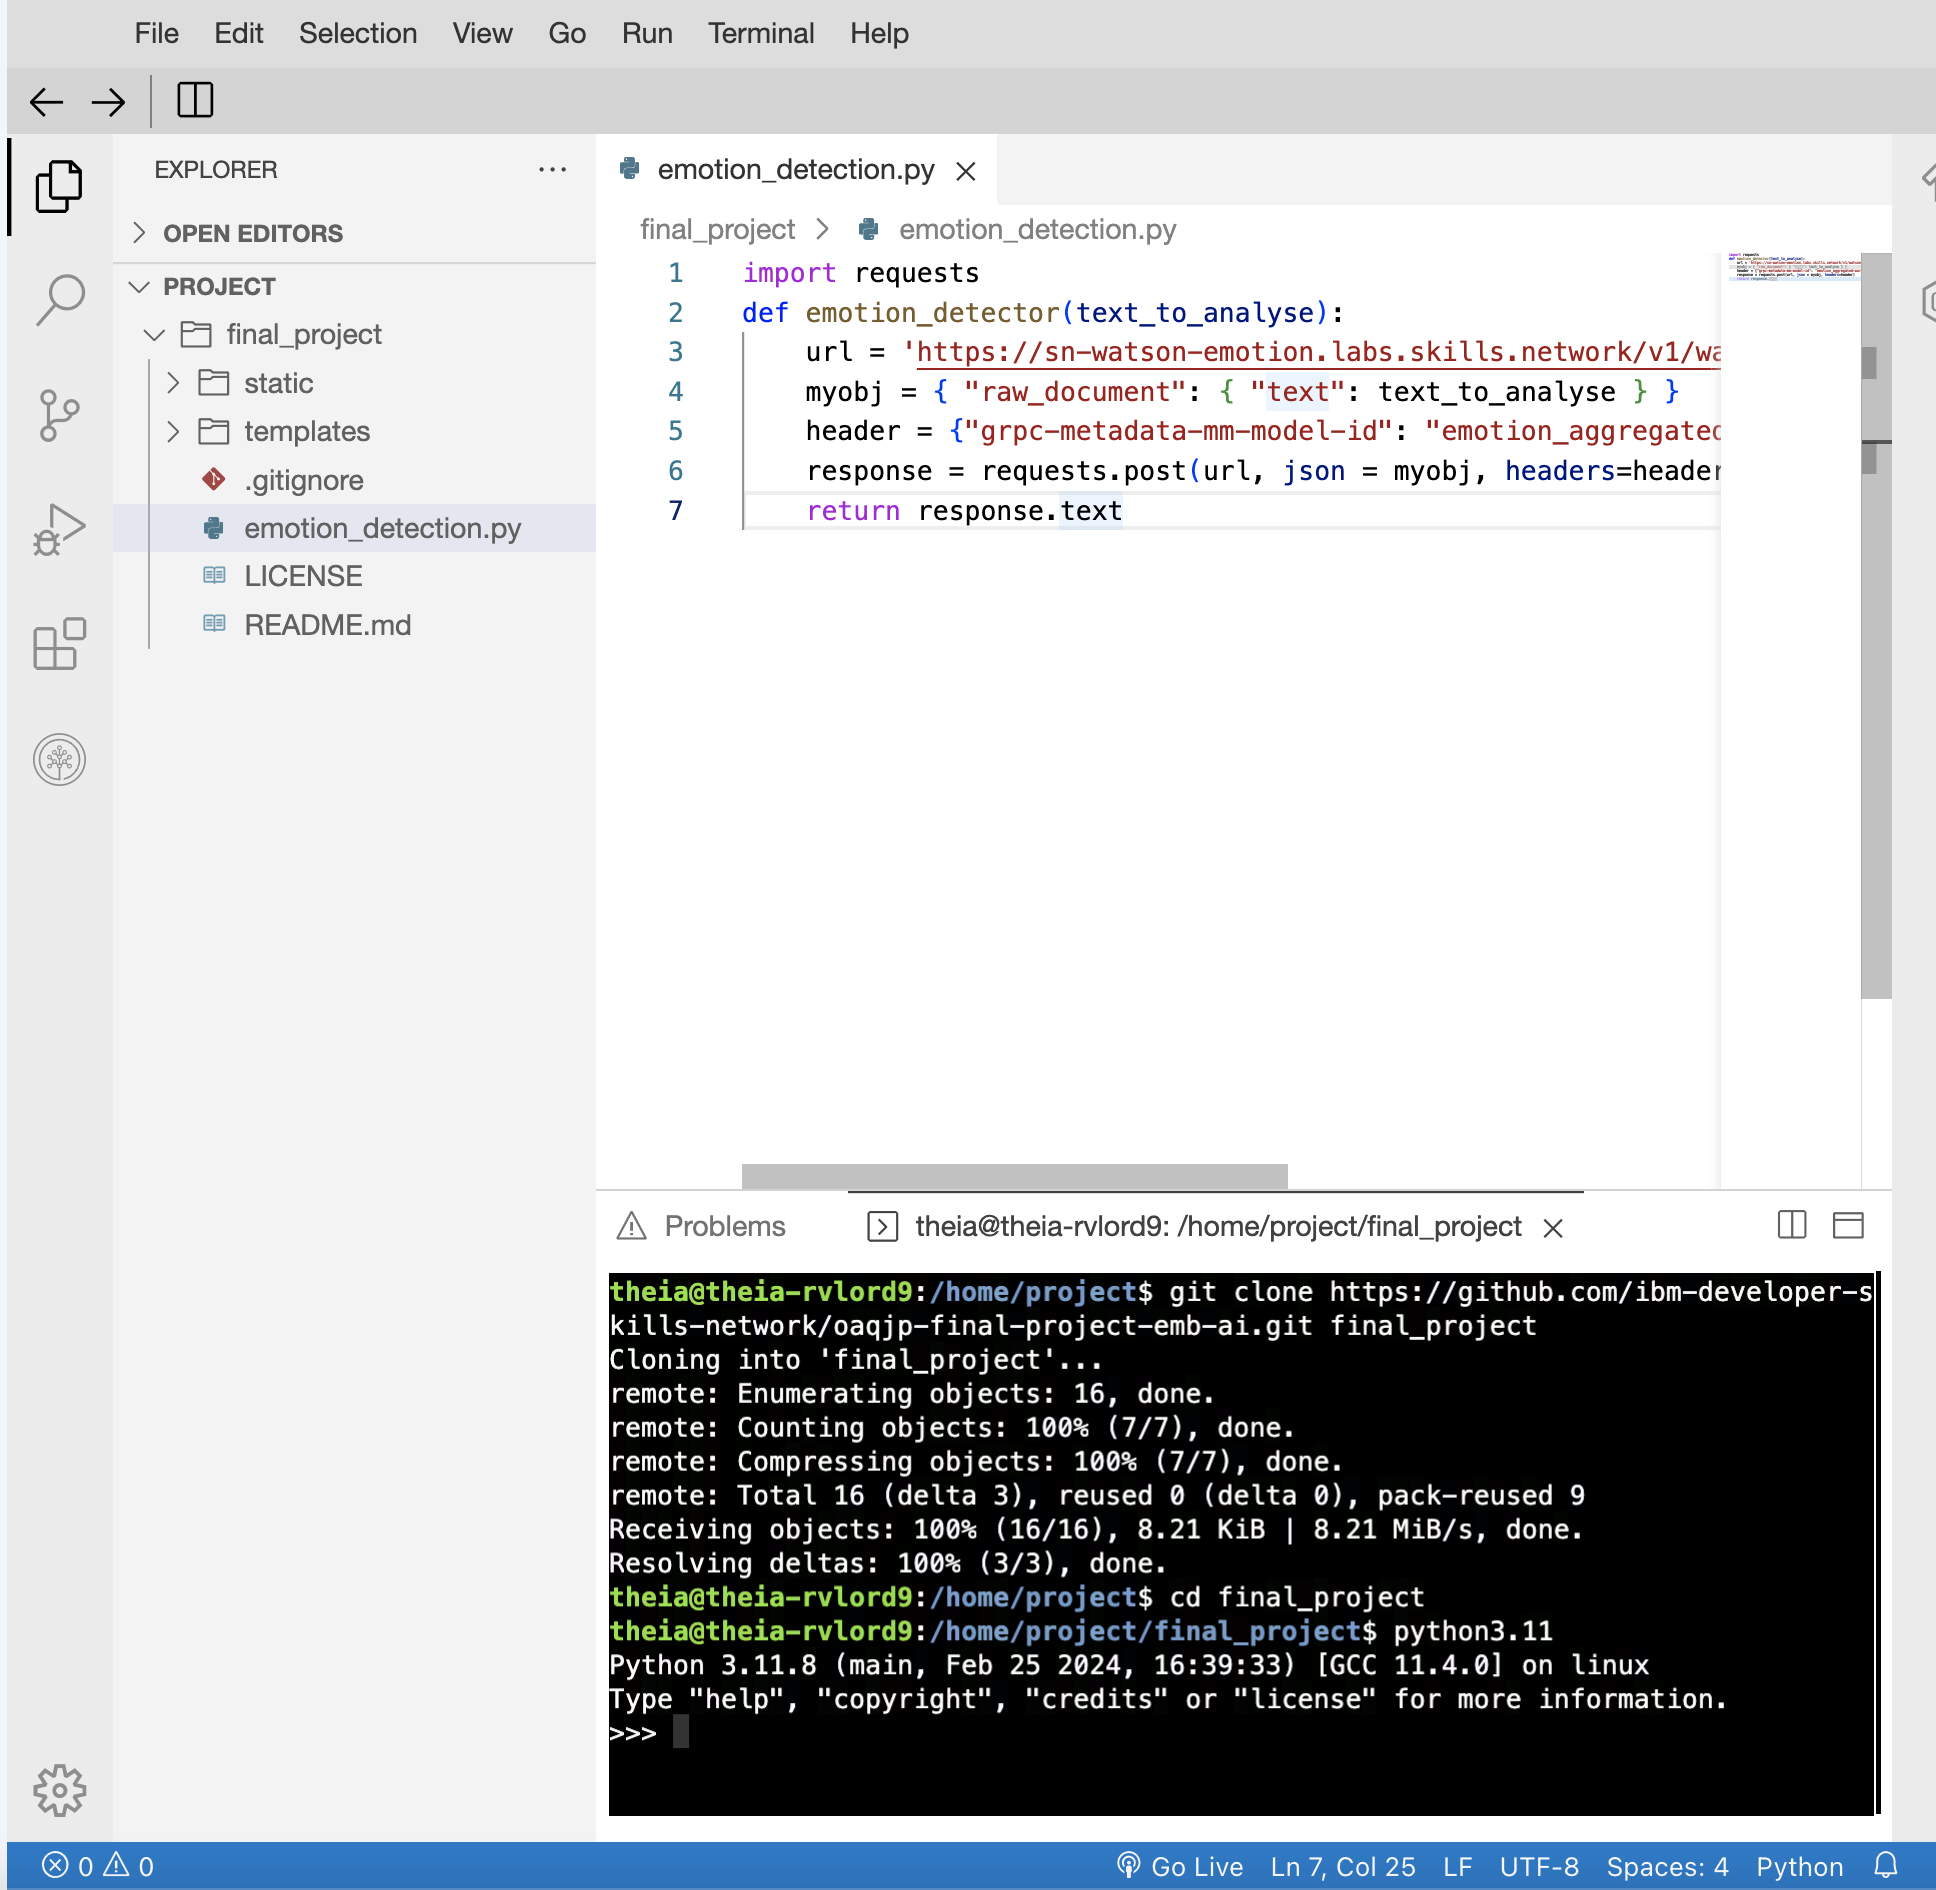 File Edit Selection View Go Run Terminal Help
EXPLORER
OPEN EDITORS
PROJECT
final_project
static
templates
.gitignore
emotion_detection.py
LICENSE
README.md
emotion_detection.py
final_project > emotion_detection.py
1 import requests
2 def emotion_detector(text_to_analyse):
3 url = 'https://sn-watson-emotion.labs.skills.network/v1/wa
4 myobj = { "raw_document": { "text": text_to_analyse } }
5 header = {"grpc-metadata-mm-model-id": "emotion_aggregated
6 response = requests.post(url, json = myobj, headers=header
7 return response.text
Problems
theia@theia-rvlord9: /home/project/final_project
theia@theia-rvlord9:/home/project$ git clone https://github.com/ibm-developer-s
kills-network/oaqjp-final-project-emb-ai.git final_project
Cloning into 'final_project'...
remote: Enumerating objects: 16, done.
remote: Counting objects: 100% (7/7), done.
remote: Compressing objects: 100% (7/7), done.
remote: Total 16 (delta 3), reused 0 (delta 0), pack-reused 9
Receiving objects: 100% (16/16), 8.21 KiB | 8.21 MiB/s, done.
Resolving deltas: 100% (3/3), done.
theia@theia-rvlord9:/home/project$ cd final_project
theia@theia-rvlord9:/home/project/final_project$ python3.11
Python 3.11.8 (main, Feb 25 2024, 16:39:33) [GCC 11.4.0] on linux
Type "help", "copyright", "credits" or "license" for more information.
>>>
0 0 Go Live Ln 7, Col 25 LF UTF-8 Spaces: 4 Python